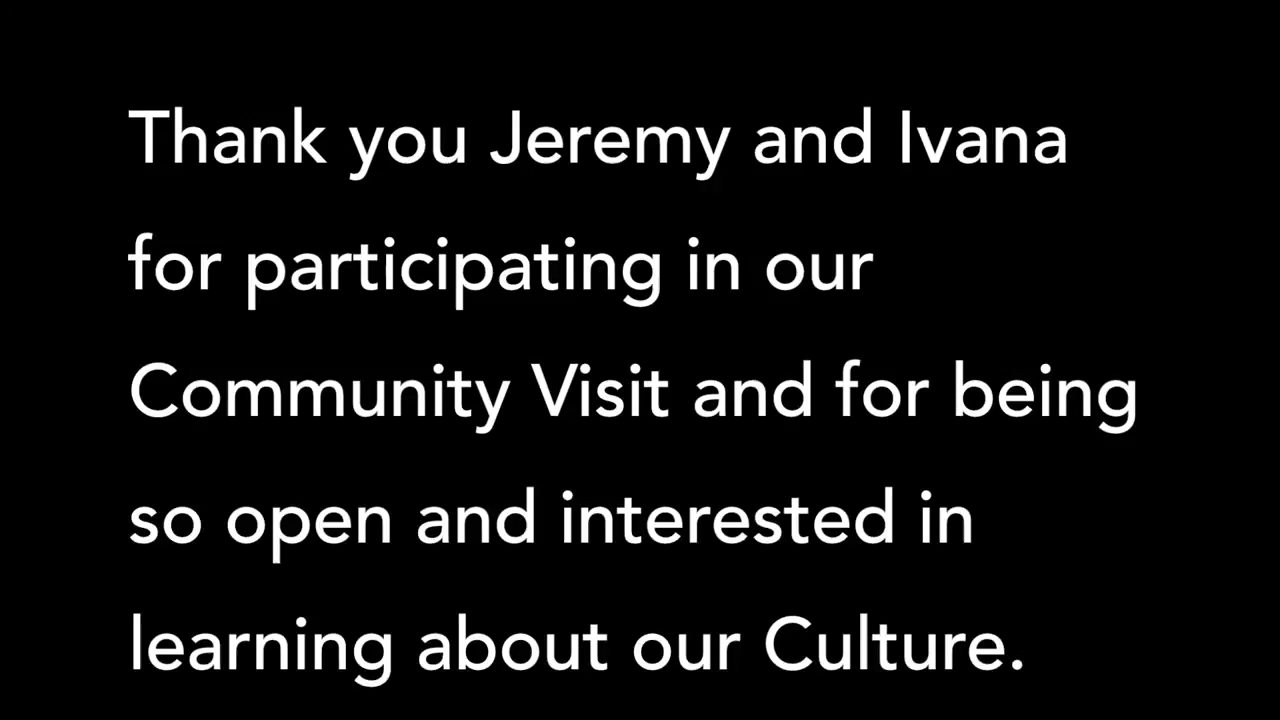 Thank you Jeremy and Ivana
for participating in our
Community Visit and for being
so open and interested in
learning about our Culture.